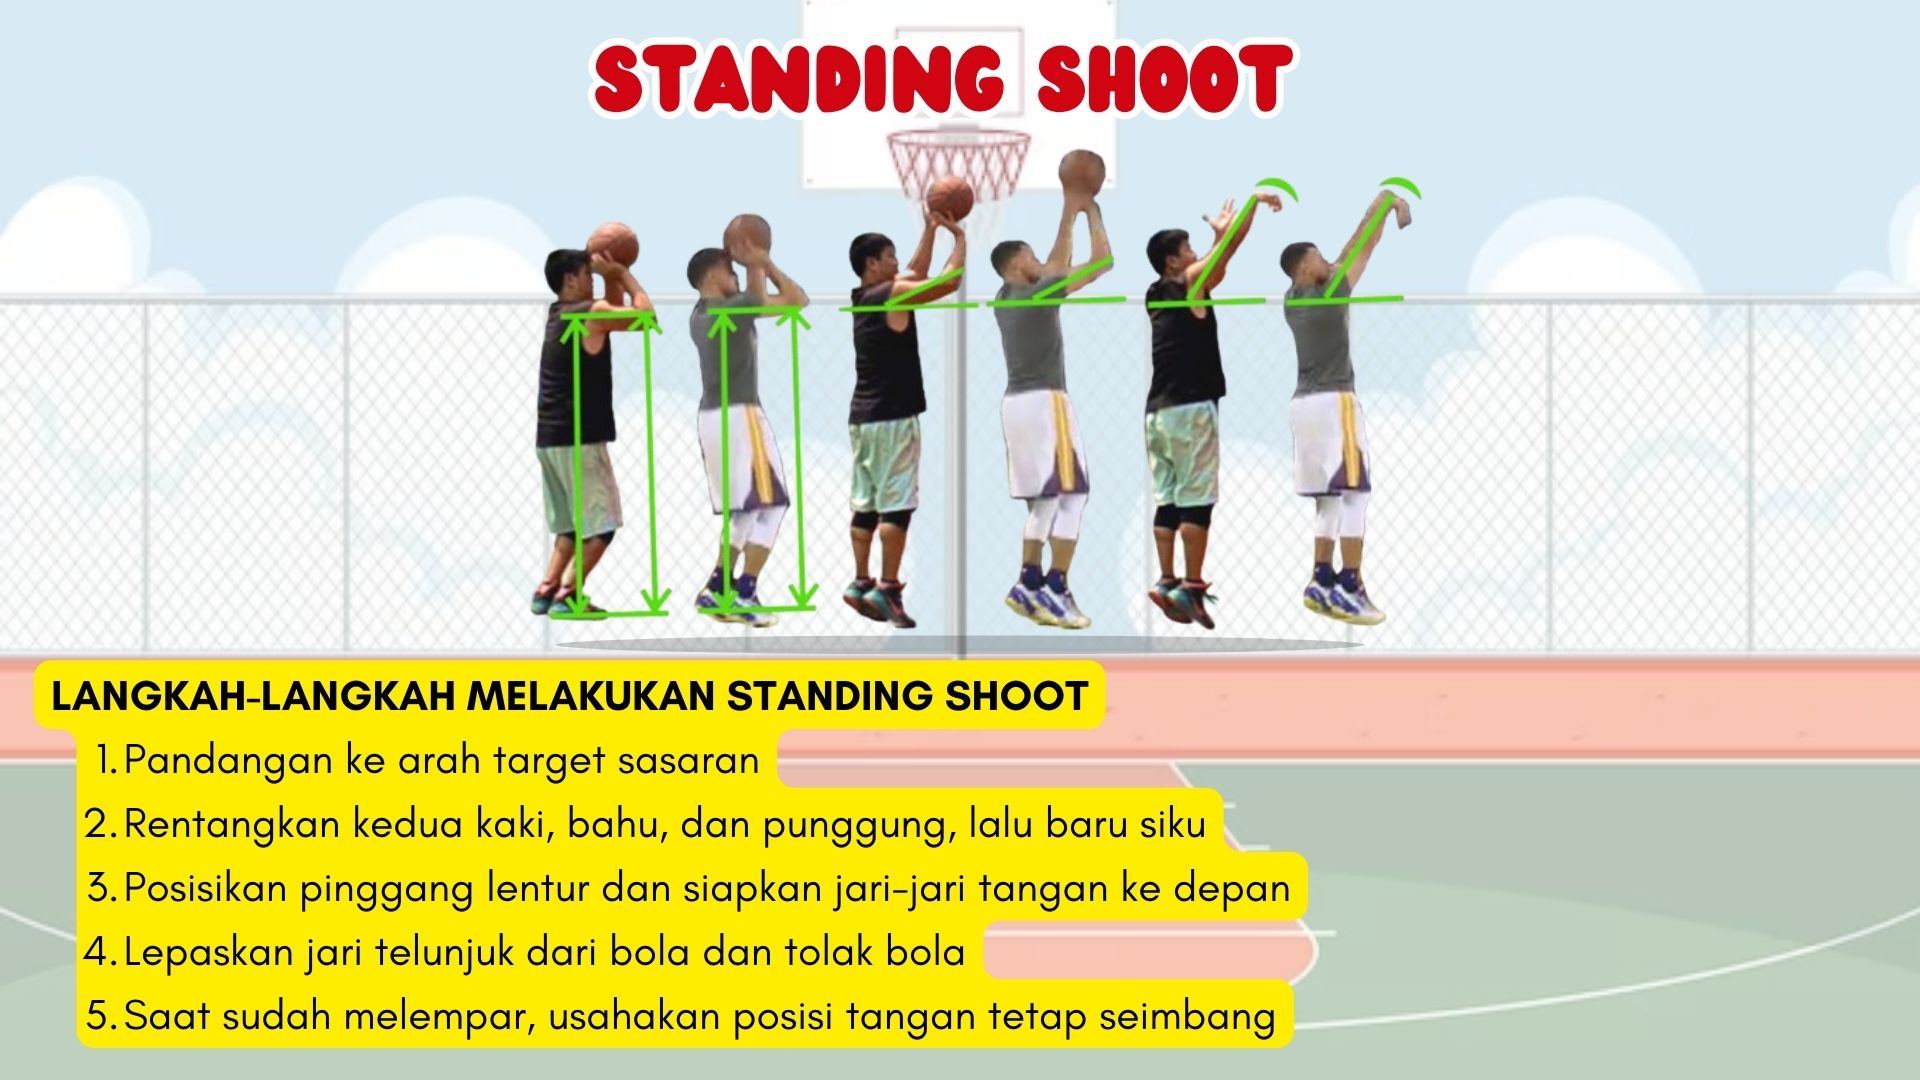 STANDING SHOOT
LANGKAH-LANGKAH MELAKUKAN STANDING SHOOT
1. Pandangan ke arah target sasaran
2. Rentangkan kedua kaki, bahu, dan punggung, lalu baru siku
3. Posisikan pinggang lentur dan siapkan jari-jari tangan ke depan
4. Lepaskan jari telunjuk dari bola dan tolak bola
5. Saat sudah melempar, usahakan posisi tangan tetap seimbang